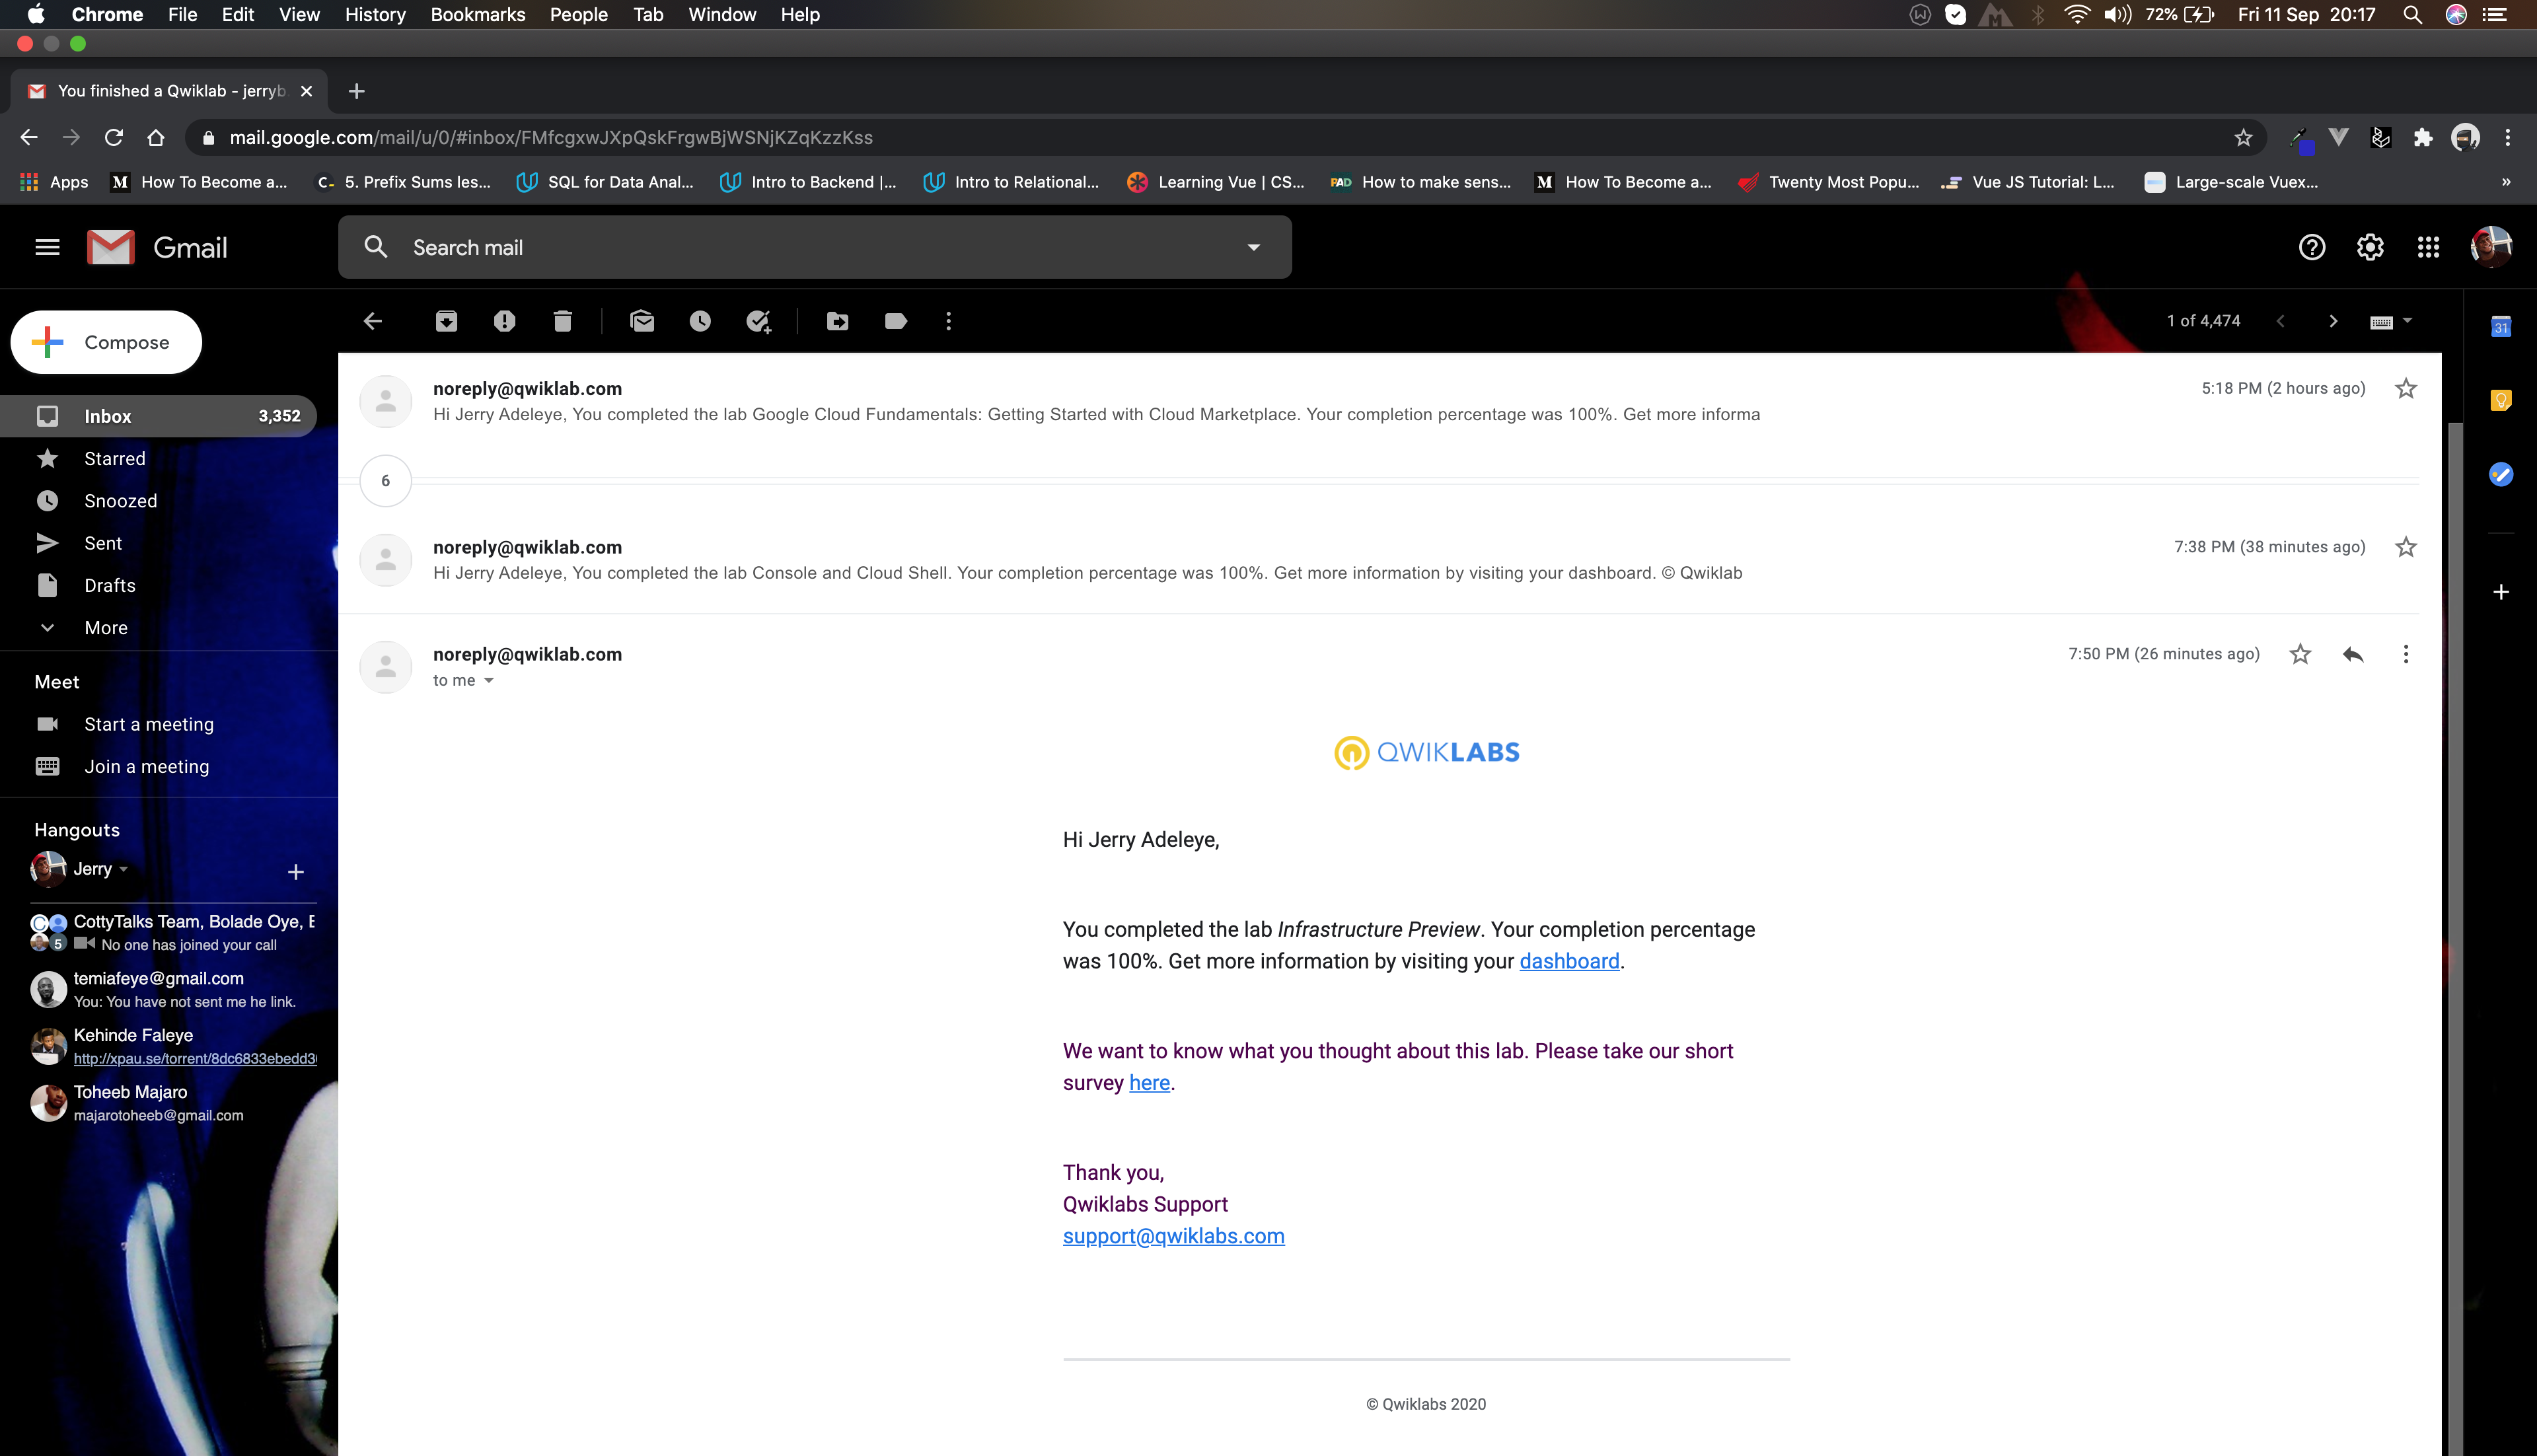 Chrome File Edit View History Bookmarks People Tab Window Help
72% Fri 11 Sep 20:17
You finished a Qwiklab - jerryb
mail.google.com/mail/u/0/#inbox/FMfcgxwJXpQskFrgwBjWSNjKZqKzzKss
Apps M How To Become a... C- 5. Prefix Sums les... SQL for Data Anal... Intro to Backend |... Intro to Relational... Learning Vue | CS... PAD How to make sens... M How To Become a... Twenty Most Popu... Vue JS Tutorial: L... Large-scale Vuex... »
Gmail
Search mail
Compose
1 of 4,474
31
Inbox 3,352
Starred
Snoozed
Sent
Drafts
More
Meet
Start a meeting
Join a meeting
Hangouts
Jerry
CottyTalks Team, Bolade Oye, E
5 No one has joined your call
temiafeye@gmail.com
You: You have not sent me he link.
Kehinde Faleye
http://xpau.se/torrent/8dc6833ebedd3
Toheeb Majaro
majarotoheeb@gmail.com
noreply@qwiklab.com 5:18 PM (2 hours ago)
Hi Jerry Adeleye, You completed the lab Google Cloud Fundamentals: Getting Started with Cloud Marketplace. Your completion percentage was 100%. Get more informa
6
noreply@qwiklab.com 7:38 PM (38 minutes ago)
Hi Jerry Adeleye, You completed the lab Console and Cloud Shell. Your completion percentage was 100%. Get more information by visiting your dashboard. © Qwiklab
noreply@qwiklab.com 7:50 PM (26 minutes ago)
to me
QWIKLABS
Hi Jerry Adeleye,
You completed the lab Infrastructure Preview. Your completion percentage
was 100%. Get more information by visiting your dashboard.
We want to know what you thought about this lab. Please take our short
survey here.
Thank you,
Qwiklabs Support
support@qwiklabs.com
© Qwiklabs 2020